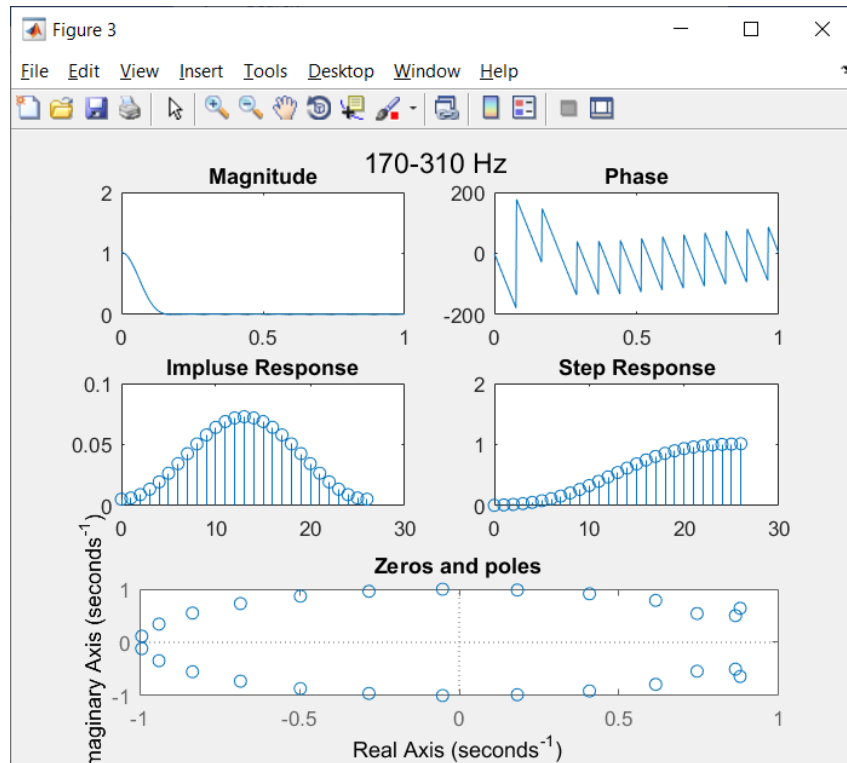 Figure 3
File Edit View Insert Tools Desktop Window Help
170-310 Hz
Magnitude
Phase
2
1
0
0 0.5 1
200
0
-200
0 0.5 1
Impluse Response
Step Response
0.1
0.05
0
0 10 20 30
2
1
0
0 10 20 30
Zeros and poles
maginary Axis (seconds⁻¹)
1
0
-1
-1 -0.5 0 0.5 1
Real Axis (seconds⁻¹)